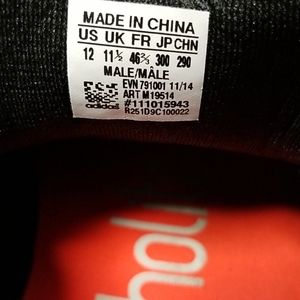 MADE IN CHINA
US UK FR JP CHN
12 11½ 46⅔ 300 290
MALE/MÂLE
EVN 791001 11/14
ART M19514
#111015943
R251D9C100022
adidas
hol